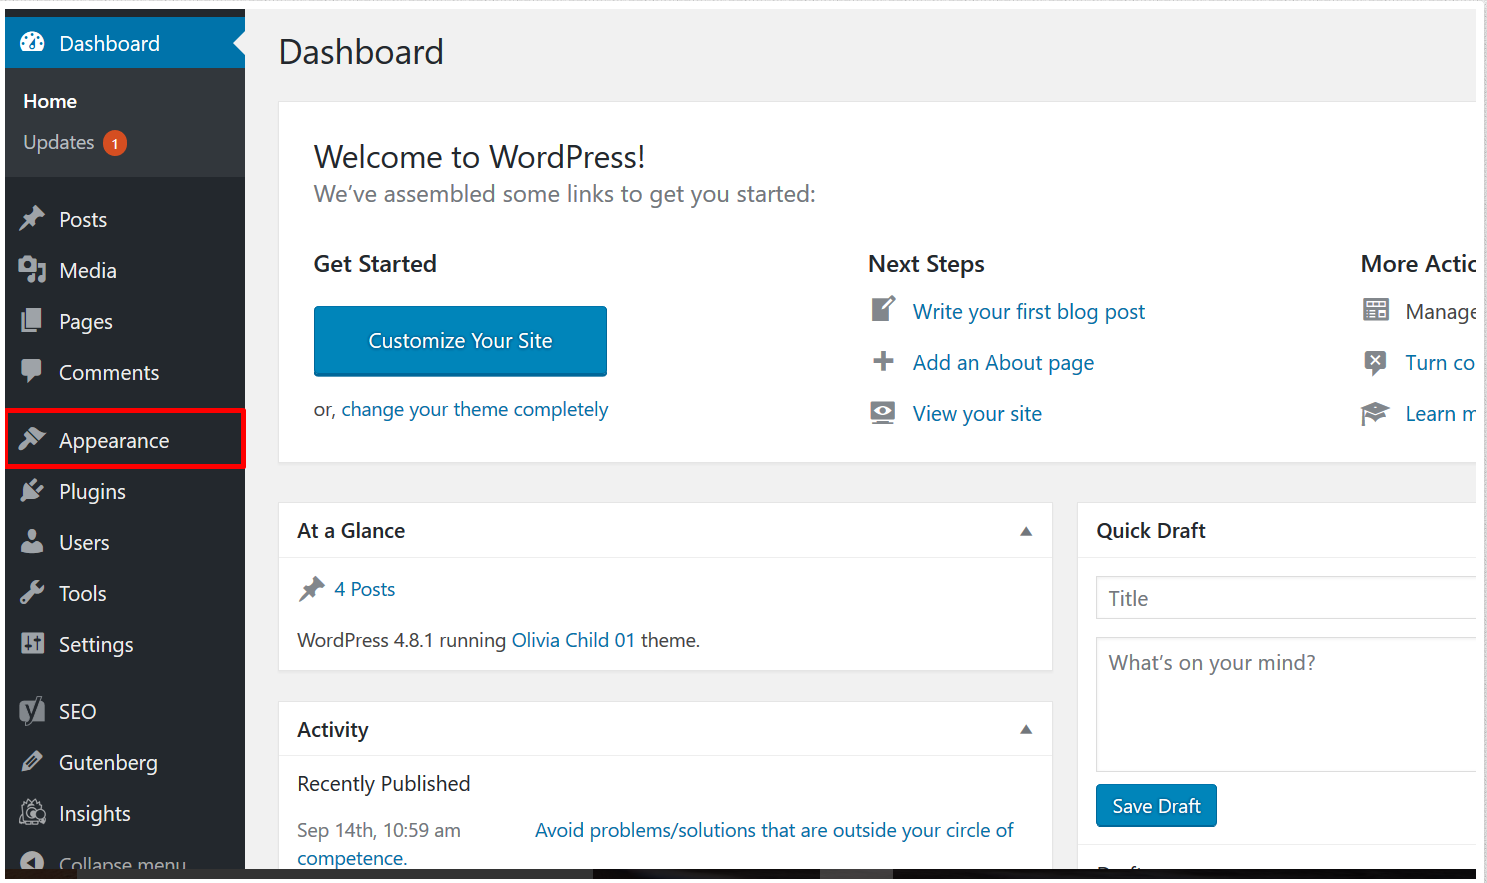 Dashboard
Home
Updates 1
Posts
Media
Pages
Comments
Appearance
Plugins
Users
Tools
Settings
SEO
Gutenberg
Insights
Collapse menu
Dashboard
Welcome to WordPress!
We've assembled some links to get you started:
Get Started
Customize Your Site
or, change your theme completely
Next Steps
Write your first blog post
Add an About page
View your site
More Actio
Manage
Turn co
Learn m
At a Glance
4 Posts
WordPress 4.8.1 running Olivia Child 01 theme.
Activity
Recently Published
Sep 14th, 10:59 am Avoid problems/solutions that are outside your circle of
competence.
Quick Draft
Title
What's on your mind?
Save Draft